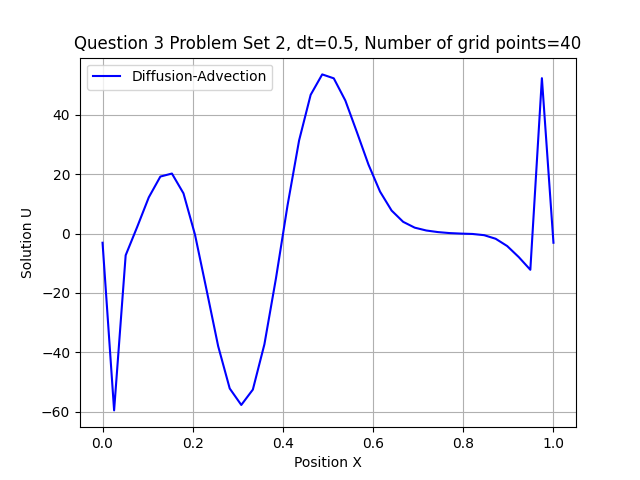 Question 3 Problem Set 2, dt=0.5, Number of grid points=40
Diffusion-Advection
Solution U
40
20
0
−20
−40
−60
0.0 0.2 0.4 0.6 0.8 1.0
Position X